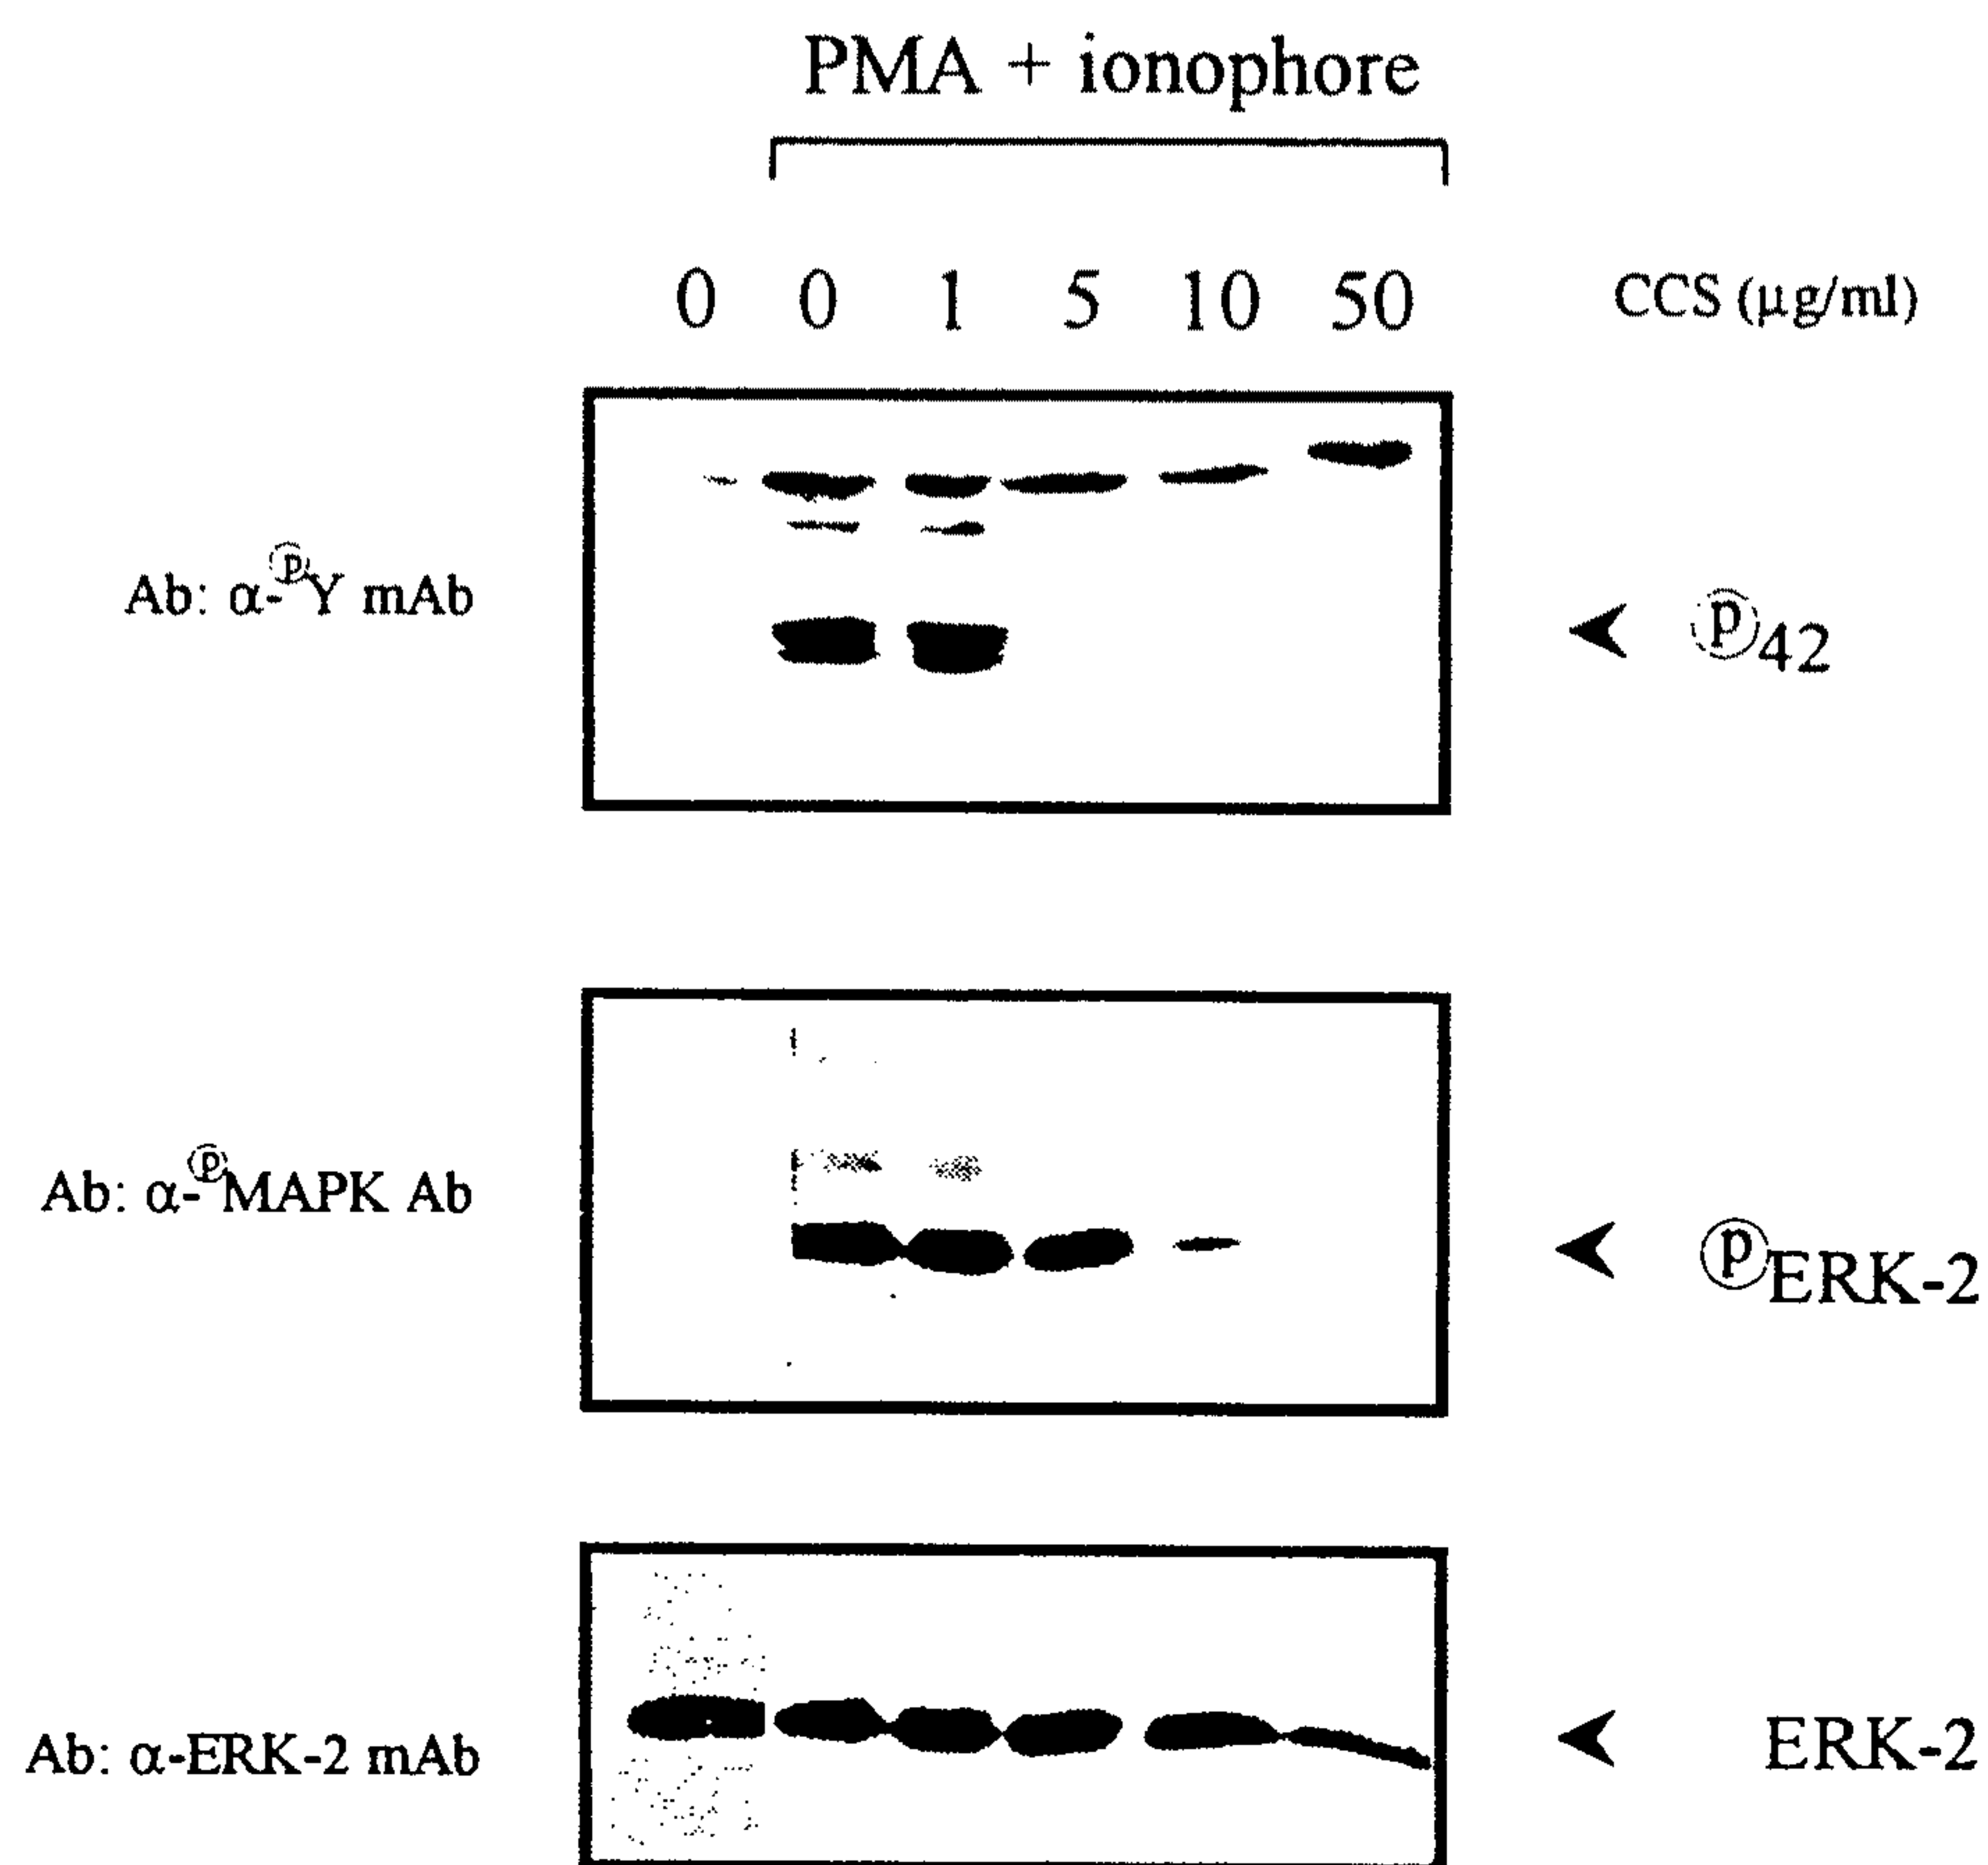 PMA + ionophore
0 0 1 5 10 50 CCS (µg/ml)
Ab: α-ⓟY mAb
ⓟ42
Ab: α-ⓟMAPK Ab
ⓟERK-2
Ab: α-ERK-2 mAb
ERK-2